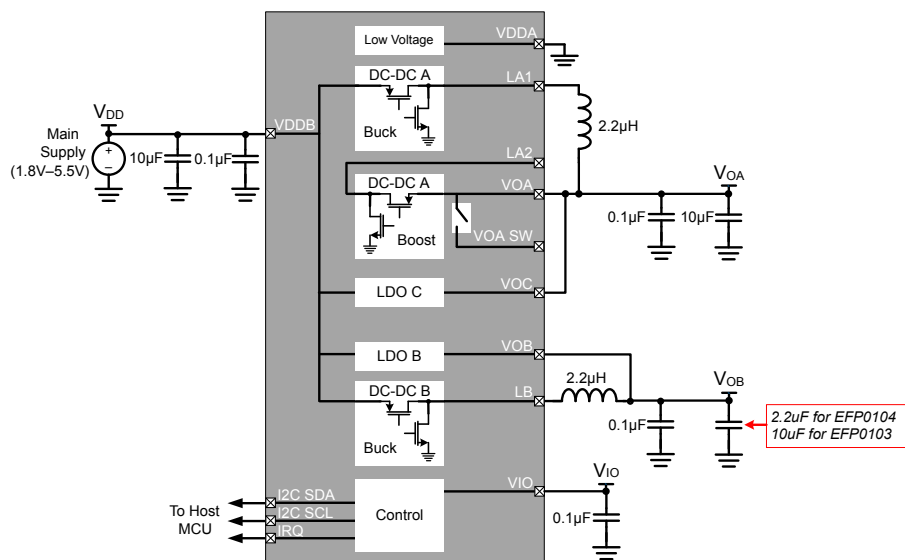 Low Voltage
VDDA
DC-DC A
LA1
Buck
2.2µH
VDD
VDDB
Main
Supply
(1.8V–5.5V)
+
–
10µF
0.1µF
LA2
DC-DC A
VOA
Boost
VOA SW
VOA
0.1µF
10µF
LDO C
VOC
LDO B
VOB
DC-DC B
LB
Buck
2.2µH
VOB
0.1µF
2.2uF for EFP0104
10uF for EFP0103
VIO
VIO
0.1µF
I2C SDA
I2C SCL
IRQ
To Host
MCU
Control